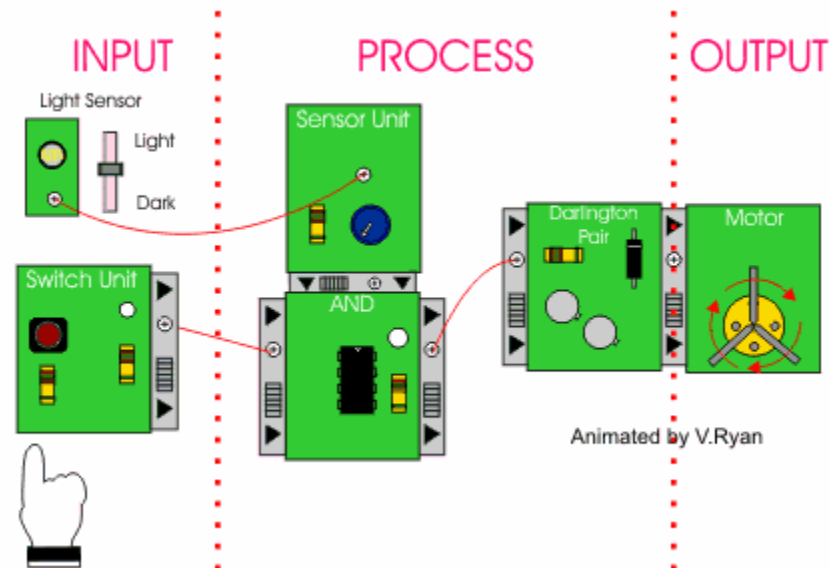 INPUT
PROCESS
OUTPUT
Light Sensor
Light
Dark
Sensor Unit
Darlington
Pair
Motor
Switch Unit
AND
Animated by V.Ryan